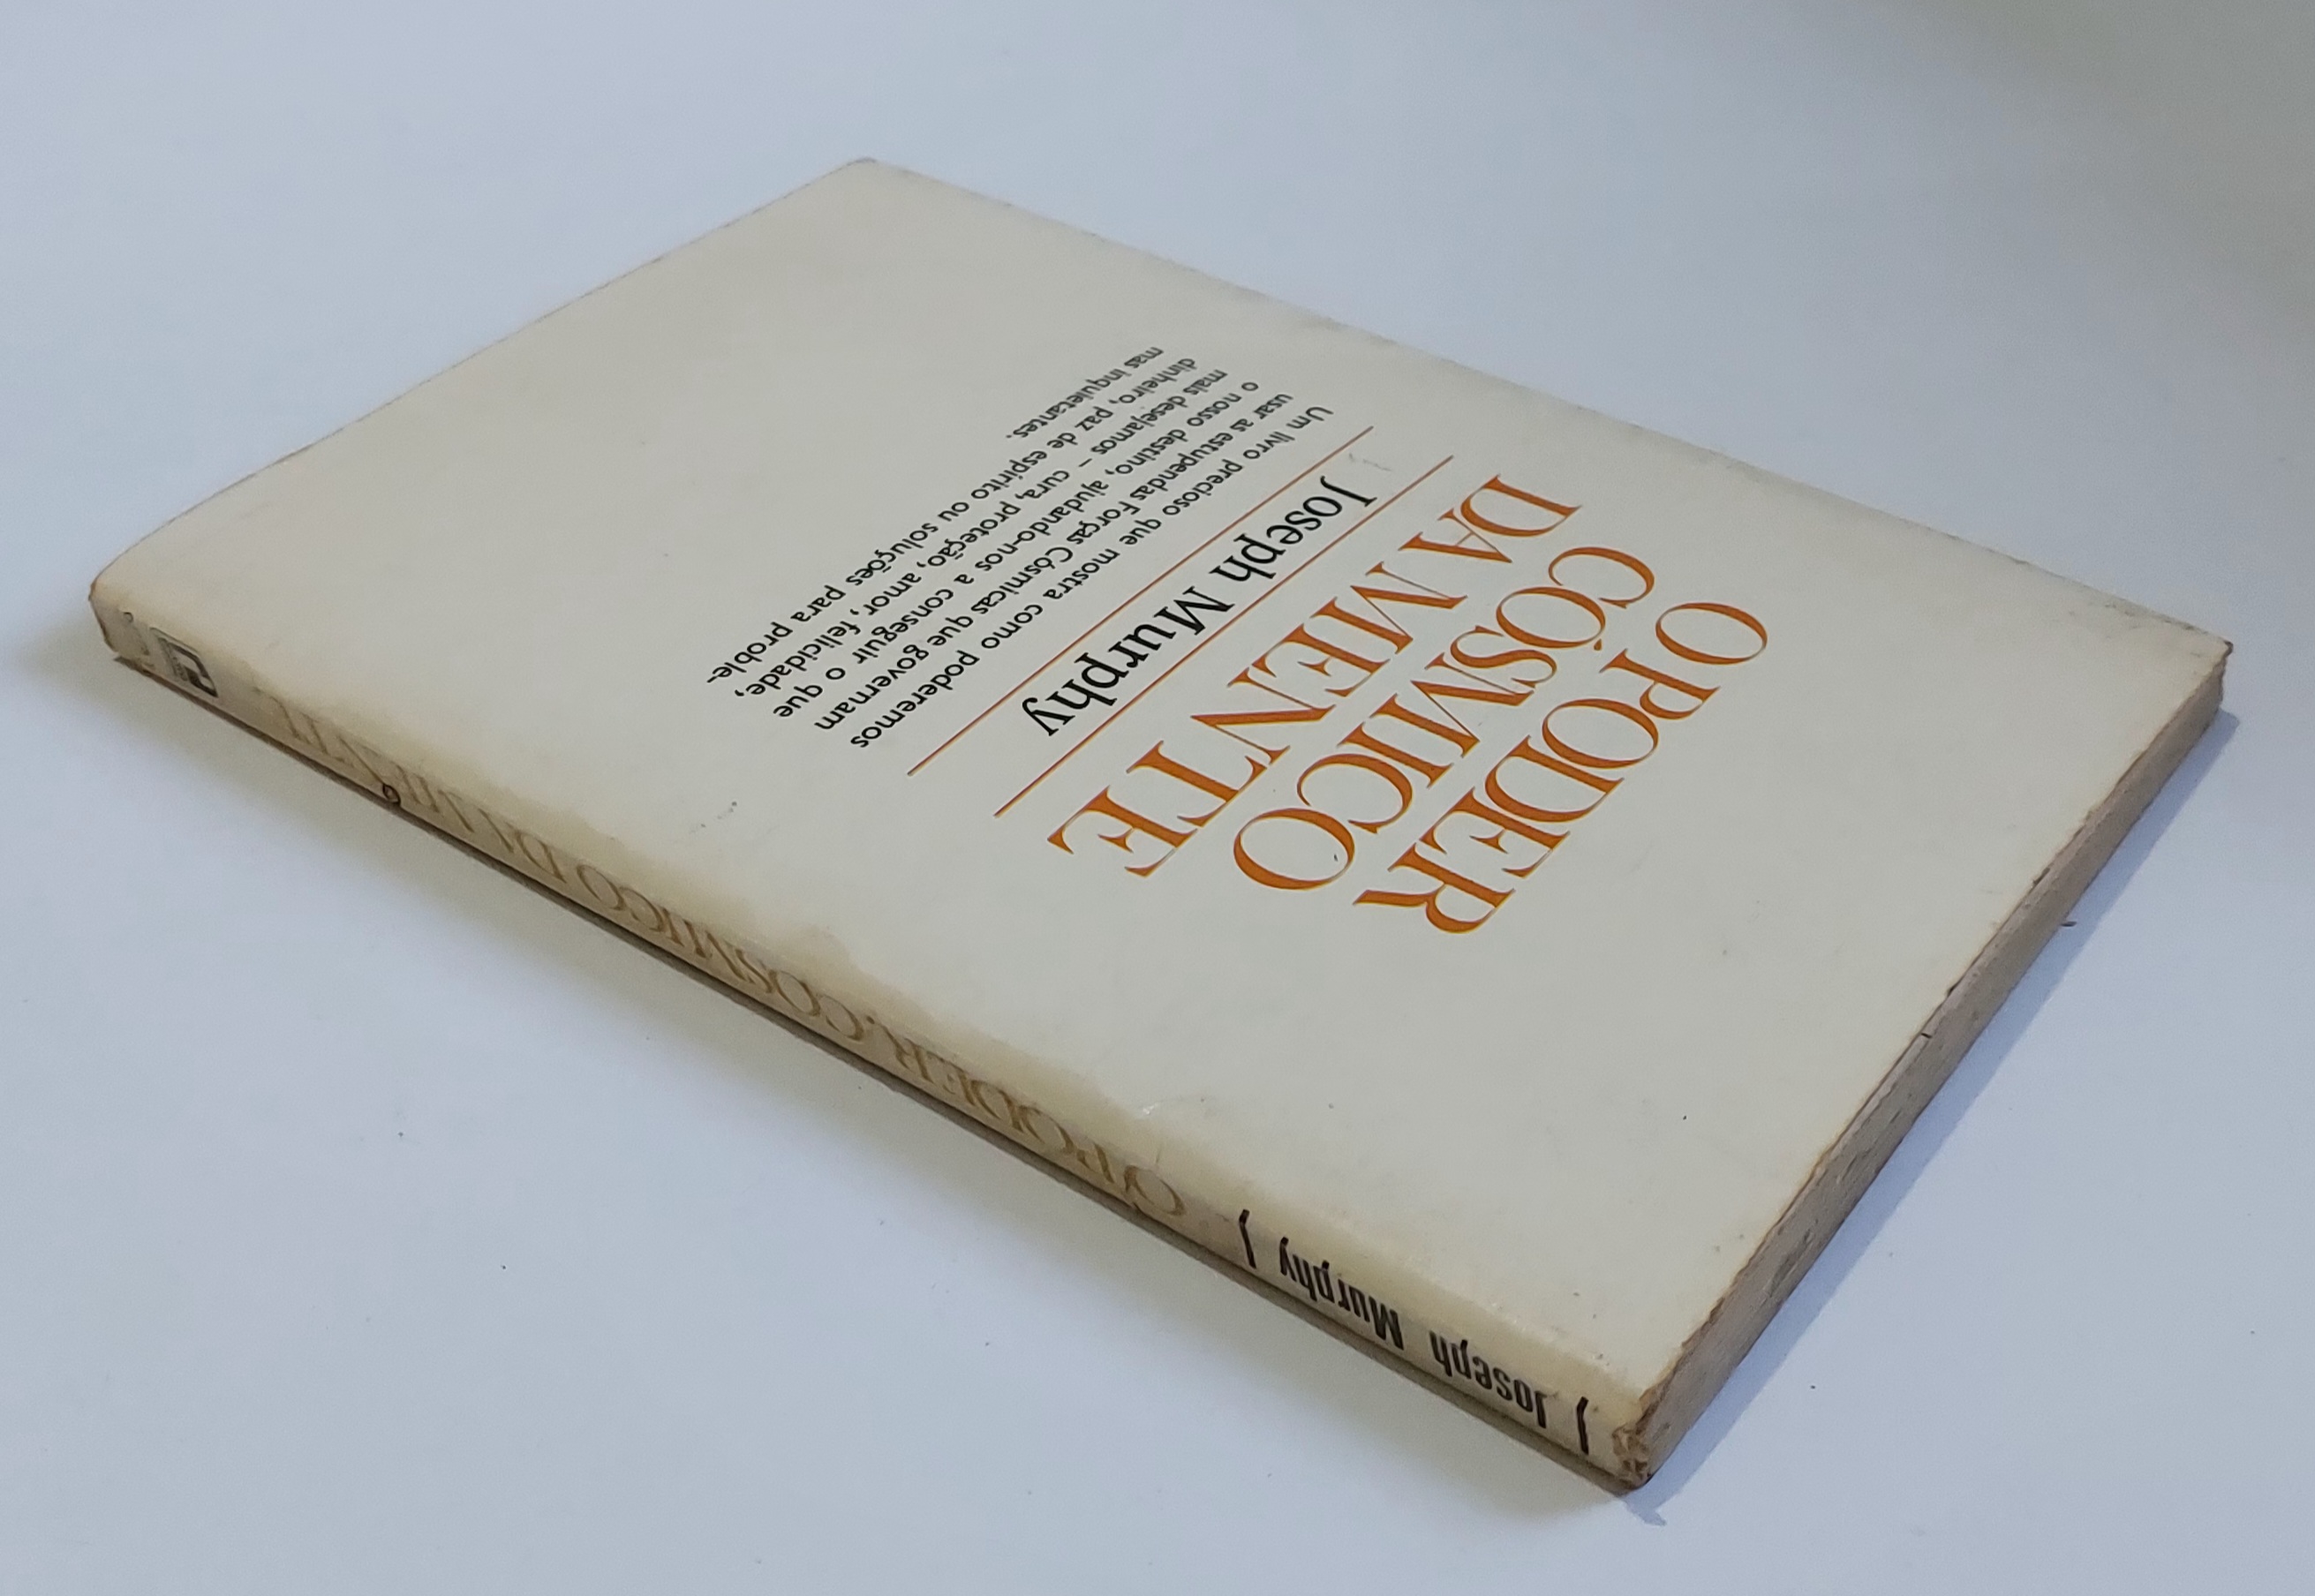 O PODER
CÓSMICO
DA MENTE
Joseph Murphy
Um livro precioso que mostra como poderemos
usar as estupendas Forças Cósmicas que governam
o nosso destino, ajudando-nos a conseguir o que
mais desejamos – cura, proteção, amor, felicidade,
dinheiro, paz de espírito ou soluções para proble-
mas inquietantes.
Joseph Murphy
O PODER CÓSMICO DA MENTE